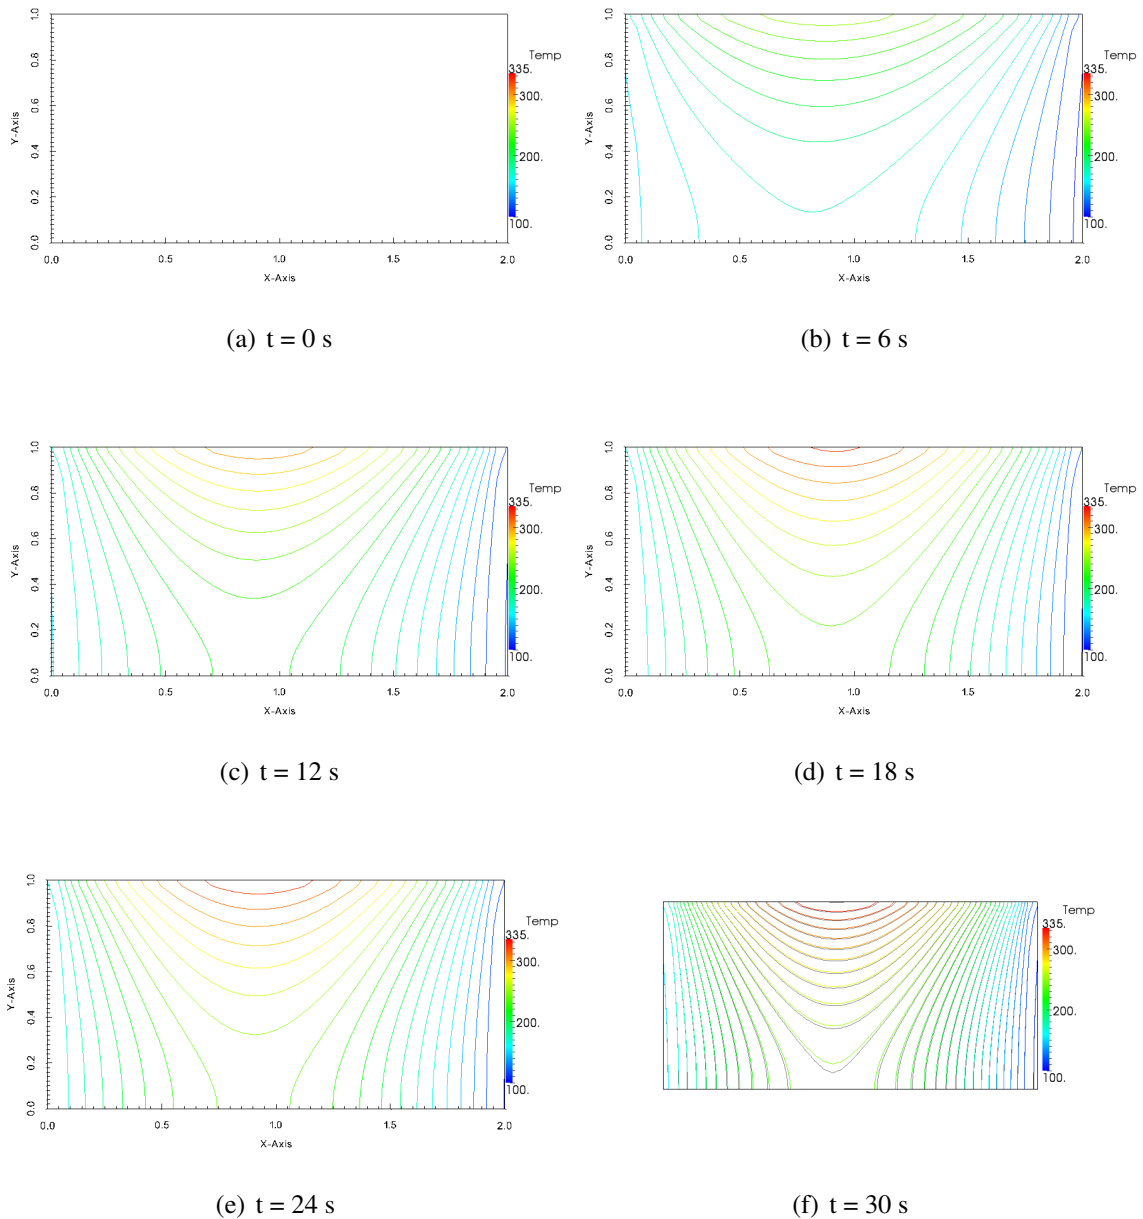 1.0
0.8
0.6
0.4
0.2
0.0
Y-Axis
0.0 0.5 1.0 1.5 2.0
X-Axis
Temp
335.
300.
200.
100.
(a) t = 0 s
1.0
0.8
0.6
0.4
0.2
0.0
Y-Axis
0.0 0.5 1.0 1.5 2.0
X-Axis
Temp
335.
300.
200.
100.
(b) t = 6 s
1.0
0.8
0.6
0.4
0.2
0.0
Y-Axis
0.0 0.5 1.0 1.5 2.0
X-Axis
Temp
335.
300.
200.
100.
(c) t = 12 s
1.0
0.8
0.6
0.4
0.2
0.0
Y-Axis
0.0 0.5 1.0 1.5 2.0
X-Axis
Temp
335.
300.
200.
100.
(d) t = 18 s
1.0
0.8
0.6
0.4
0.2
0.0
Y-Axis
0.0 0.5 1.0 1.5 2.0
X-Axis
Temp
335.
300.
200.
100.
(e) t = 24 s
Temp
335.
300.
200.
100.
(f) t = 30 s